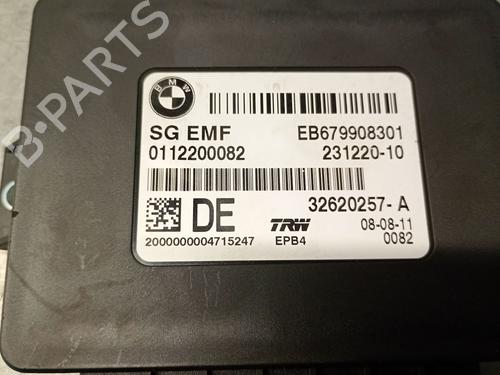 B-PARTS
BMW
SG EMF EB679908301
0112200082 231220-10
32620257-A
DE TRW 08-08-11
2000000004715247 EPB4 0082